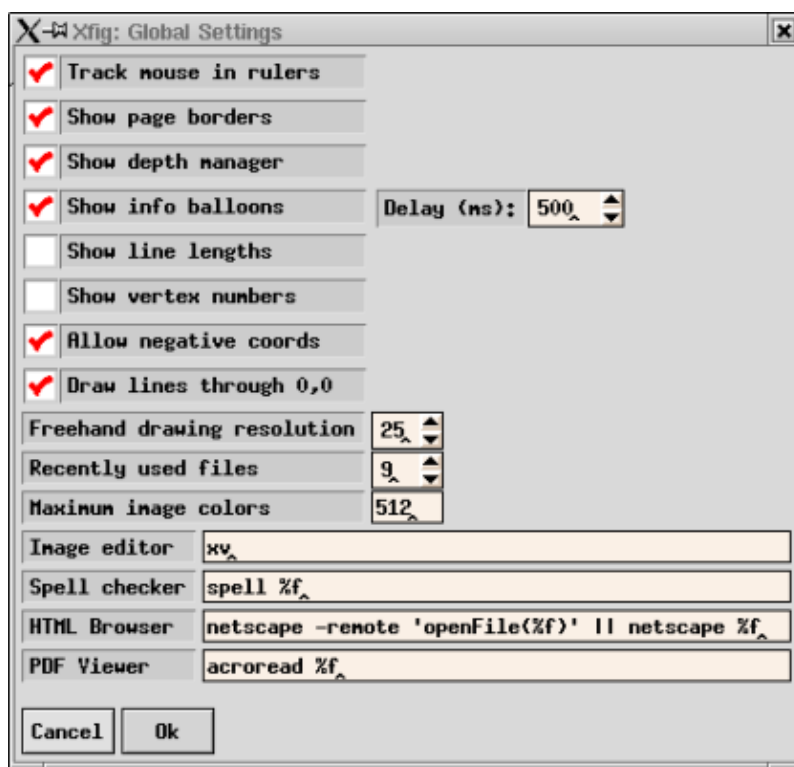 Xfig: Global Settings
Track mouse in rulers
Show page borders
Show depth manager
Show info balloons Delay (ms): 500
Show line lengths
Show vertex numbers
Allow negative coords
Draw lines through 0,0
Freehand drawing resolution 25
Recently used files 9
Maximum image colors 512
Image editor xv
Spell checker spell %f
HTML Browser netscape -remote 'openFile(%f)' || netscape %f
PDF Viewer acroread %f
Cancel Ok